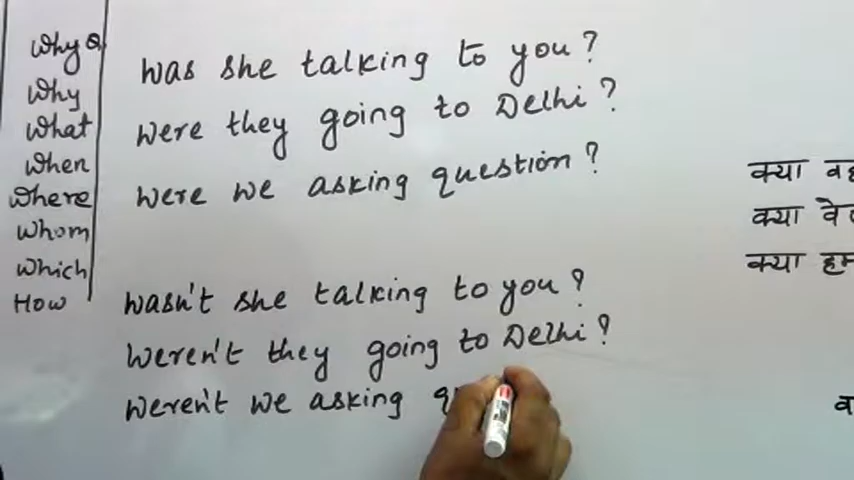 Why Q
Why
What
When
Where
Whom
Which
How
Was she talking to you?
Were they going to Delhi?
Were we asking question?
Wasn't she talking to you?
Weren't they going to Delhi?
Weren't we asking
क्या
क्या
क्या हम